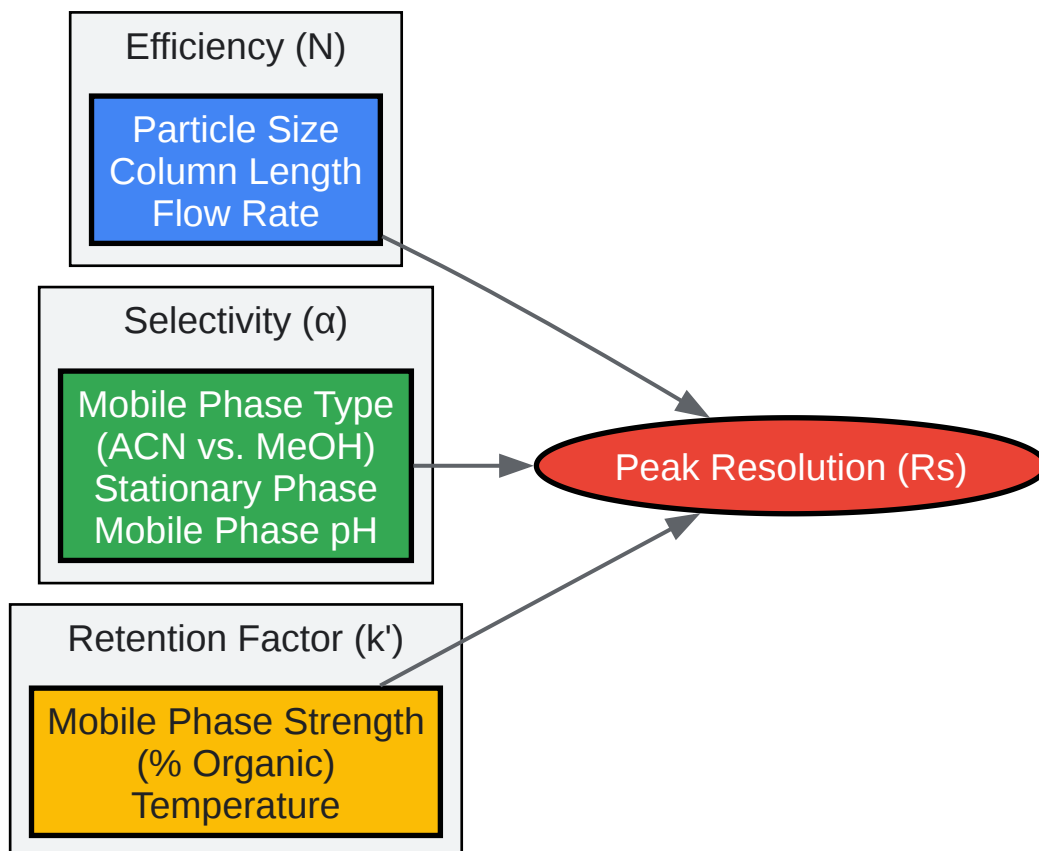 Efficiency (N)
Particle Size
Column Length
Flow Rate
Selectivity (α)
Mobile Phase Type
(ACN vs. MeOH)
Stationary Phase
Mobile Phase pH
Peak Resolution (Rs)
Retention Factor (k')
Mobile Phase Strength
(% Organic)
Temperature